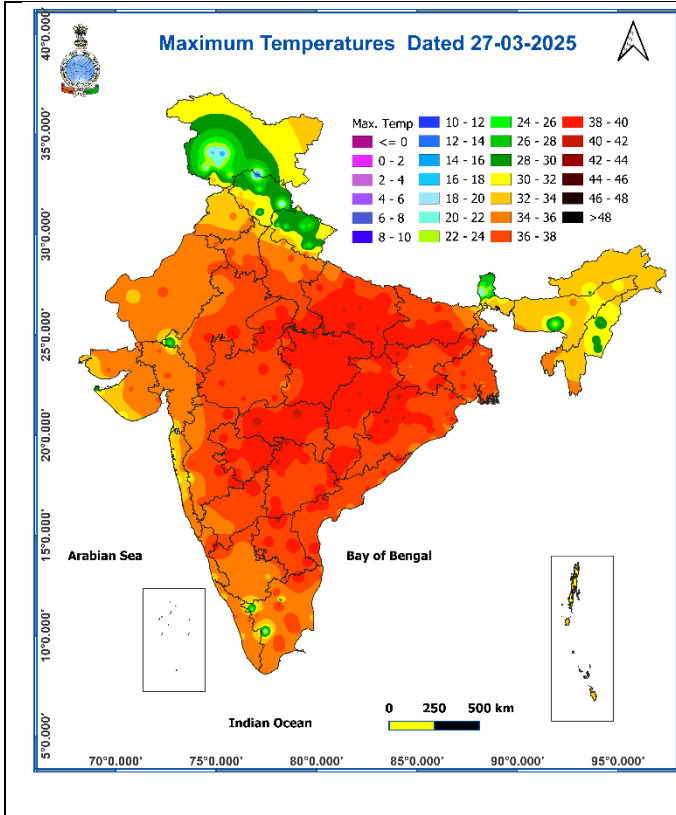 Maximum Temperatures Dated 27-03-2025
Max. Temp
<= 0
0 - 2
2 - 4
4 - 6
6 - 8
8 - 10
10 - 12
12 - 14
14 - 16
16 - 18
18 - 20
20 - 22
22 - 24
24 - 26
26 - 28
28 - 30
30 - 32
32 - 34
34 - 36
36 - 38
38 - 40
40 - 42
42 - 44
44 - 46
46 - 48
>48
40°0.000'
35°0.000'
30°0.000'
25°0.000'
20°0.000'
15°0.000'
10°0.000'
5°0.000'
Arabian Sea
Bay of Bengal
Indian Ocean
0 250 500 km
70°0.000' 75°0.000' 80°0.000' 85°0.000' 90°0.000' 95°0.000'